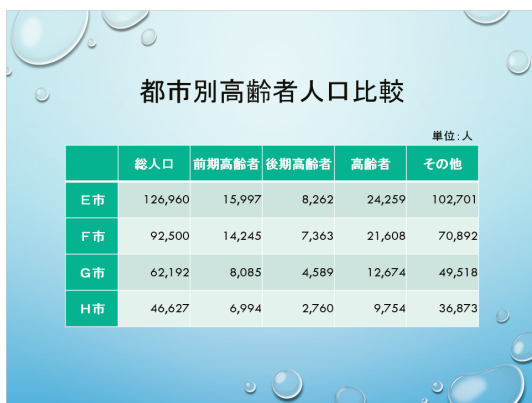 都市別高齢者人口比較
単位:人
総人口 前期高齢者 後期高齢者 高齢者 その他
E市 126,960 15,997 8,262 24,259 102,701
F市 92,500 14,245 7,363 21,608 70,892
G市 62,192 8,085 4,589 12,674 49,518
H市 46,627 6,994 2,760 9,754 36,873